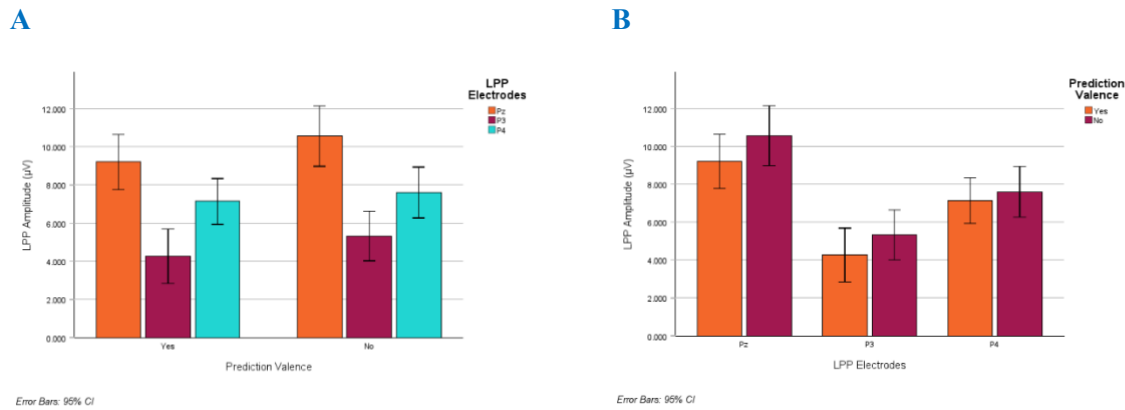 A
LPP
Electrodes
Pz
P3
P4
12.000
10.000
8.000
6.000
4.000
2.000
0.000
LPP Amplitude (µV)
Yes
No
Prediction Valence
Error Bars: 95% CI
B
Prediction
Valence
Yes
No
12.000
10.000
8.000
6.000
4.000
2.000
0.000
LPP Amplitude (µV)
Pz
P3
P4
LPP Electrodes
Error Bars: 95% CI